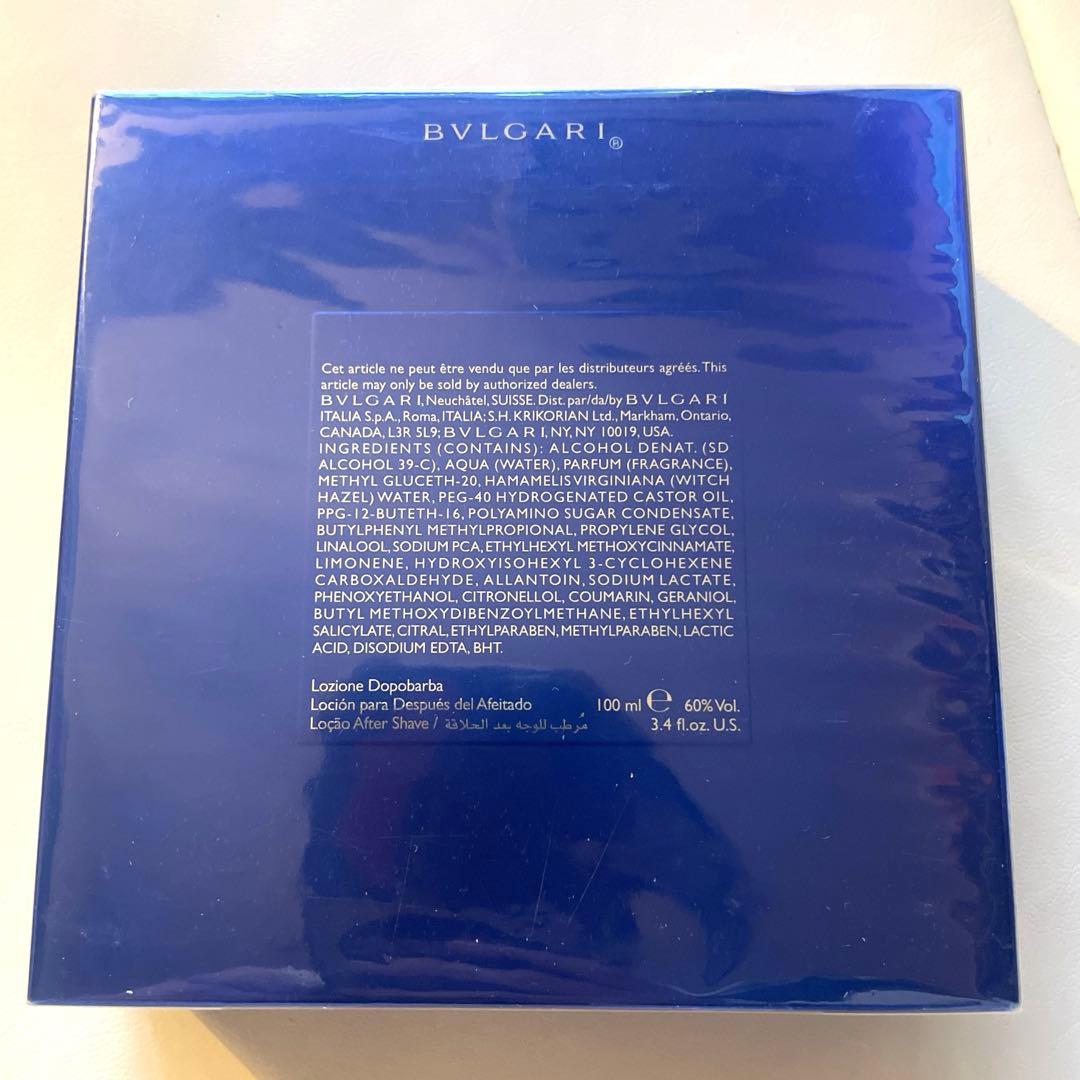 BVLGARI®
Cet article ne peut être vendu que par les distributeurs agréés. This
article may only be sold by authorized dealers.
BVLGARI, Neuchâtel, SUISSE. Dist. par/da/by BVLGARI
ITALIA S.p.A., Roma, ITALIA; S.H. KRIKORIAN Ltd., Markham, Ontario,
CANADA, L3R 5L9; BVLGARI, NY, NY 10019, USA.
INGREDIENTS (CONTAINS): ALCOHOL DENAT. (SD
ALCOHOL 39-C), AQUA (WATER), PARFUM (FRAGRANCE),
METHYL GLUCETH-20, HAMAMELIS VIRGINIANA (WITCH
HAZEL) WATER, PEG-40 HYDROGENATED CASTOR OIL,
PPG-12-BUTETH-16, POLYAMINO SUGAR CONDENSATE,
BUTYLPHENYL METHYLPROPIONAL, PROPYLENE GLYCOL,
LINALOOL, SODIUM PCA, ETHYLHEXYL METHOXYCINNAMATE,
LIMONENE, HYDROXYISOHEXYL 3-CYCLOHEXENE
CARBOXALDEHYDE, ALLANTOIN, SODIUM LACTATE,
PHENOXYETHANOL, CITRONELLOL, COUMARIN, GERANIOL,
BUTYL METHOXYDIBENZOYLMETHANE, ETHYLHEXYL
SALICYLATE, CITRAL, ETHYLPARABEN, METHYLPARABEN, LACTIC
ACID, DISODIUM EDTA, BHT.
Lozione Dopobarba
Loción para Después del Afeitado 100 ml ℮ 60% Vol.
Loção After Shave / مُرطب للوجه بعد الحلاقة 3.4 fl.oz. U.S.